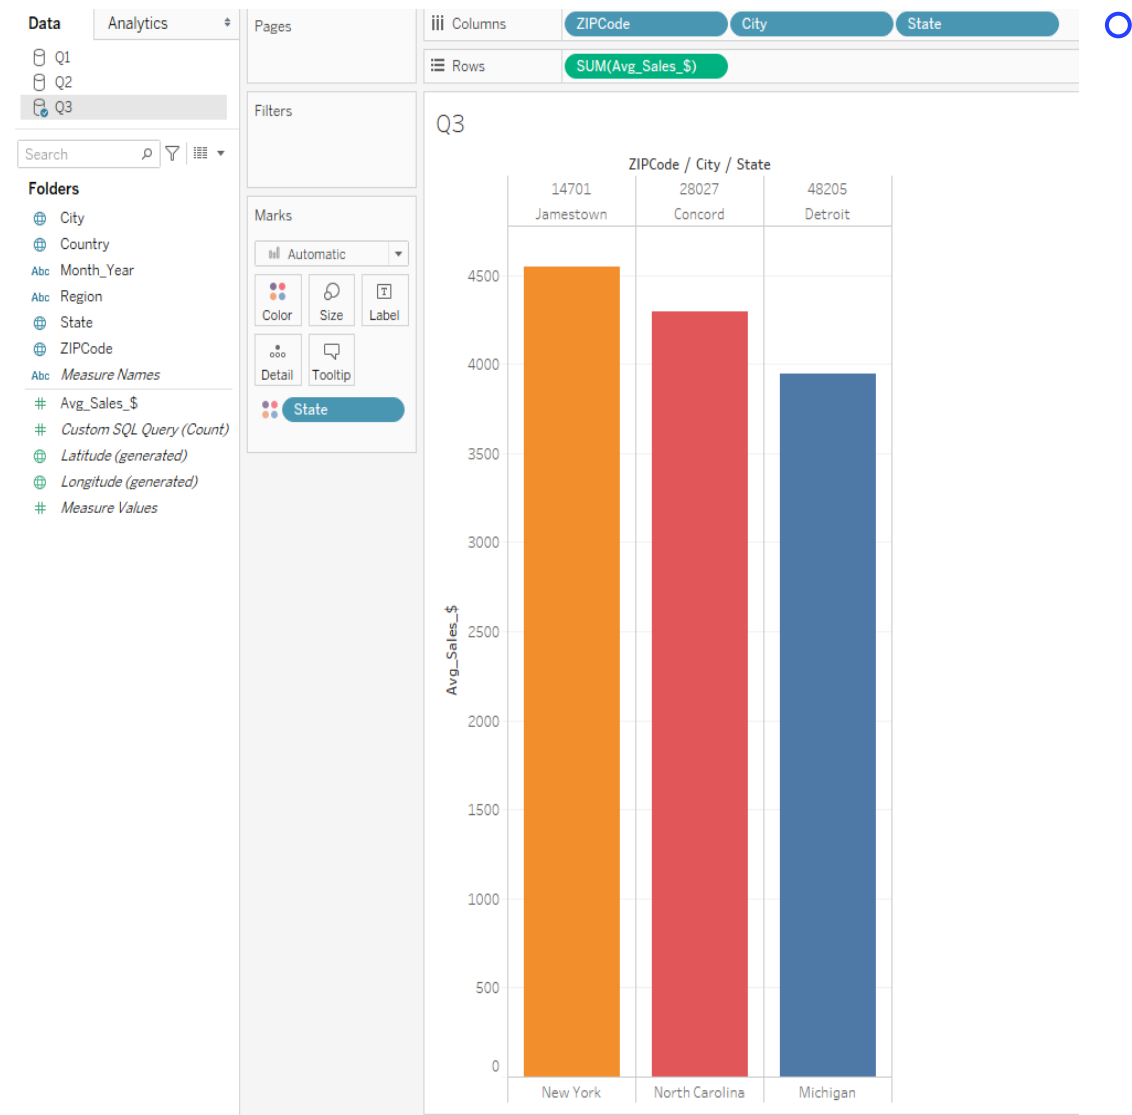 Data
Analytics
Q1
Q2
Q3
Search
Folders
City
Country
Abc Month_Year
Abc Region
State
ZIPCode
Abc Measure Names
Avg_Sales_$
Custom SQL Query (Count)
Latitude (generated)
Longitude (generated)
Measure Values
Pages
Filters
Marks
Automatic
Color Size Label
Detail Tooltip
State
Columns ZIPCode City State
Rows SUM(Avg_Sales_$)
Q3
ZIPCode / City / State
14701 28027 48205
Jamestown Concord Detroit
Avg_Sales_$
4500
4000
3500
3000
2500
2000
1500
1000
500
0
New York North Carolina Michigan